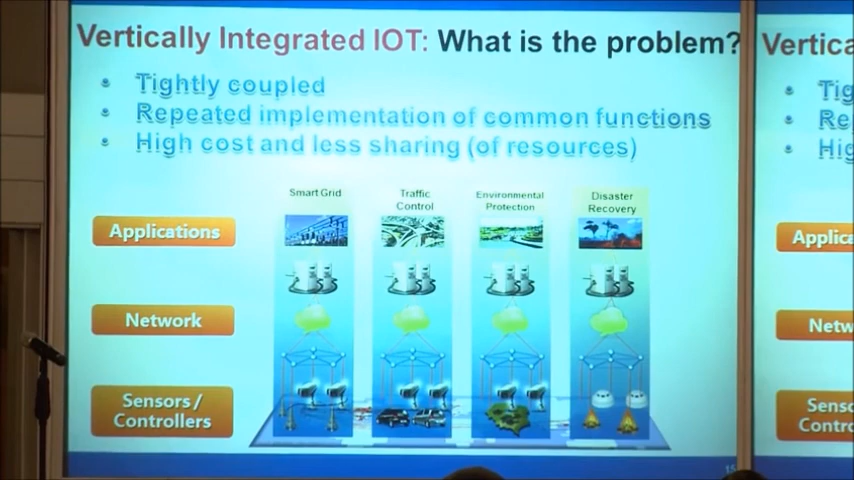 Vertically Integrated IOT: What is the problem?
Tightly coupled
Repeated implementation of common functions
High cost and less sharing (of resources)
Smart Grid
Traffic
Control
Environmental
Protection
Disaster
Recovery
Applications
Network
Sensors /
Controllers
15
Vertica
Tig
Re
Hig
Applica
Netw
Senso
Contro